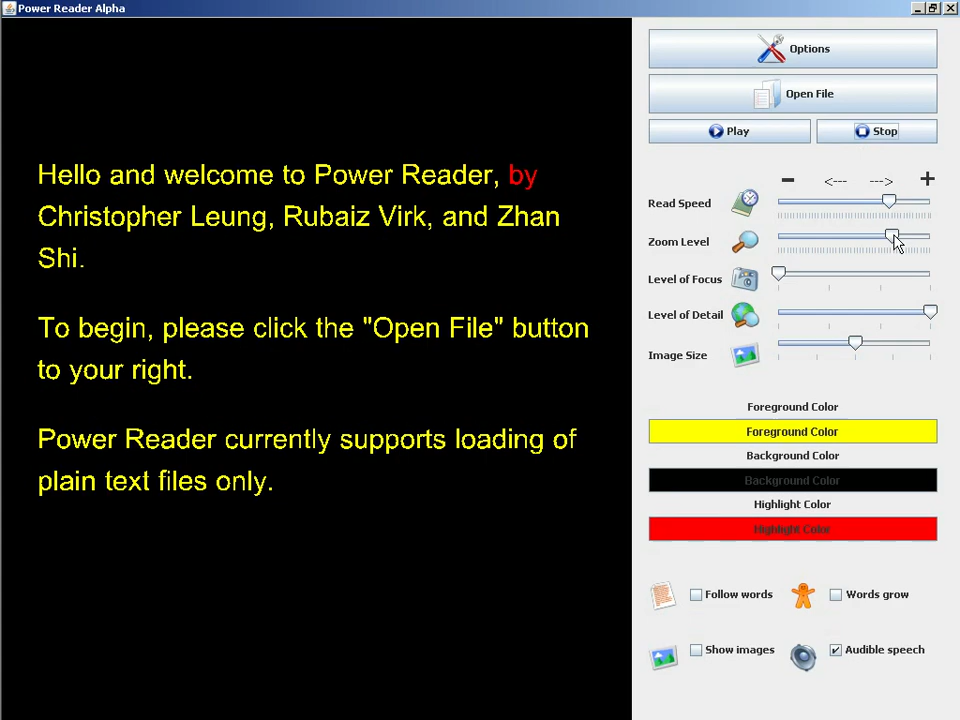 Power Reader Alpha
Hello and welcome to Power Reader, by
Christopher Leung, Rubaiz Virk, and Zhan
Shi.
To begin, please click the "Open File" button
to your right.
Power Reader currently supports loading of
plain text files only.
Options
Open File
Play Stop
- <--- ---> +
Read Speed
Zoom Level
Level of Focus
Level of Detail
Image Size
Foreground Color
Foreground Color
Background Color
Background Color
Highlight Color
Highlight Color
Follow words Words grow
Show images Audible speech